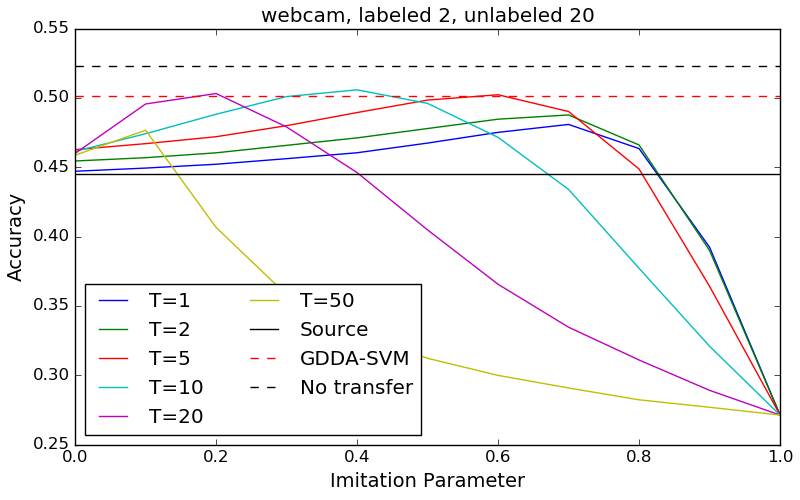 webcam, labeled 2, unlabeled 20
0.55
0.50
0.45
0.40
0.35
0.30
0.25
Accuracy
T=1
T=2
T=5
T=10
T=20
T=50
Source
GDDA-SVM
No transfer
0.0 0.2 0.4 0.6 0.8 1.0
Imitation Parameter